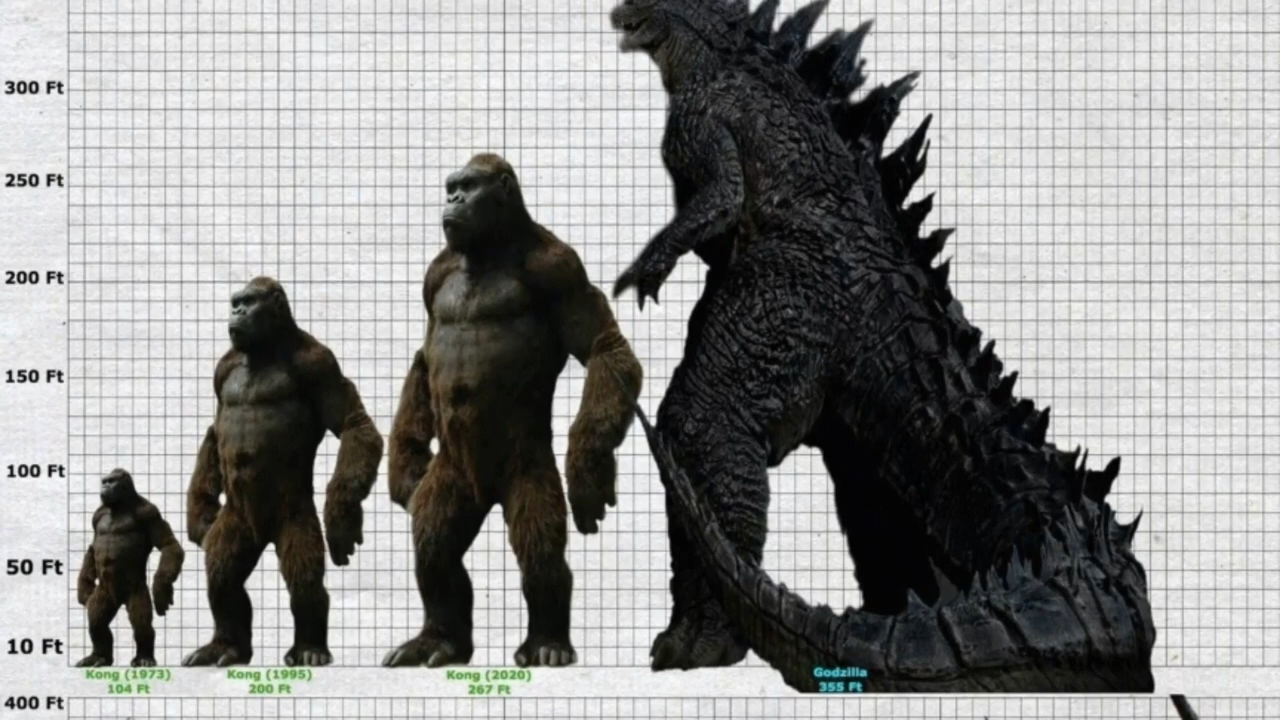 300 Ft
250 Ft
200 Ft
150 Ft
100 Ft
50 Ft
10 Ft
Kong (1973)
104 Ft
Kong (1995)
200 Ft
Kong (2020)
267 Ft
Godzilla
355 Ft
400 Ft